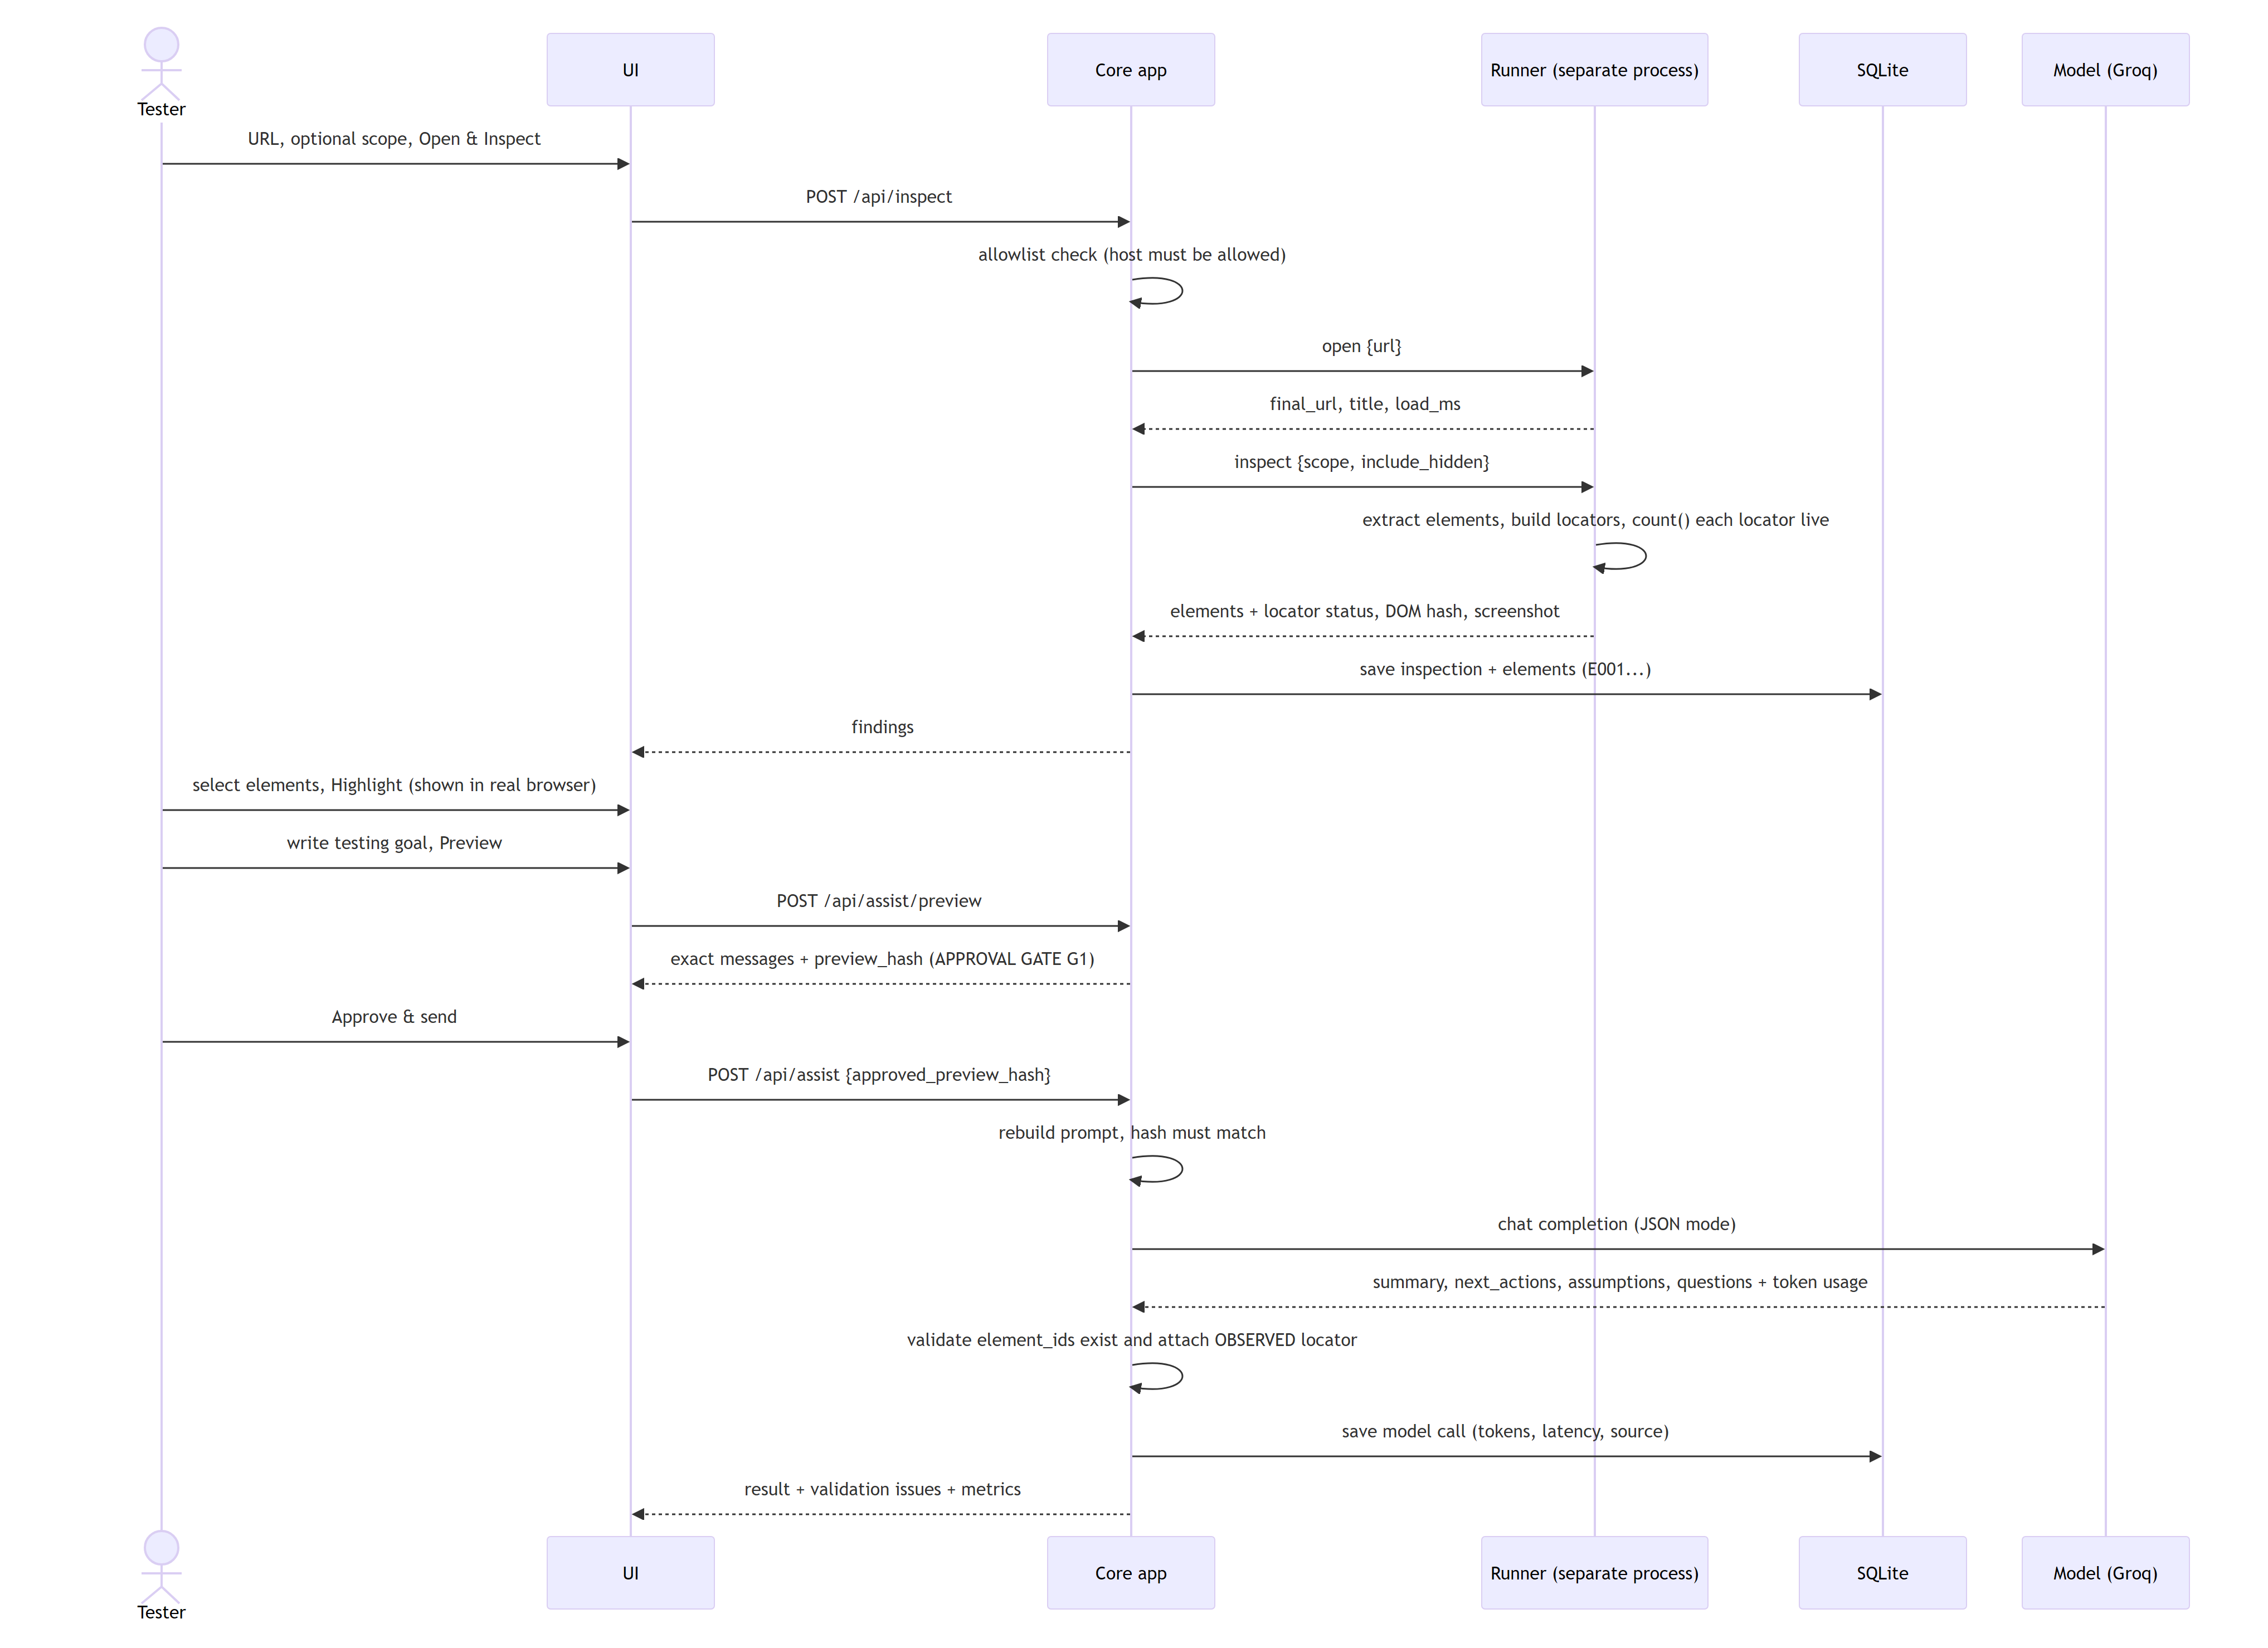 Tester
UI
Core app
Runner (separate process)
SQLite
Model (Groq)
URL, optional scope, Open & Inspect
POST /api/inspect
allowlist check (host must be allowed)
open {url}
final_url, title, load_ms
inspect {scope, include_hidden}
extract elements, build locators, count() each locator live
elements + locator status, DOM hash, screenshot
save inspection + elements (E001...)
findings
select elements, Highlight (shown in real browser)
write testing goal, Preview
POST /api/assist/preview
exact messages + preview_hash (APPROVAL GATE G1)
Approve & send
POST /api/assist {approved_preview_hash}
rebuild prompt, hash must match
chat completion (JSON mode)
summary, next_actions, assumptions, questions + token usage
validate element_ids exist and attach OBSERVED locator
save model call (tokens, latency, source)
result + validation issues + metrics
Tester
UI
Core app
Runner (separate process)
SQLite
Model (Groq)